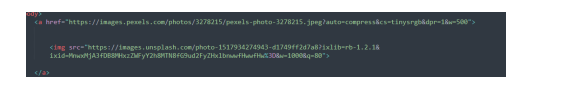 ody>
<a href="https://images.pexels.com/photos/3278215/pexels-photo-3278215.jpeg?auto=compress&cs=tinysrgb&dpr=1&w=500">
<img src="https://images.unsplash.com/photo-1517934274943-d1749ff2d7a8?ixlib=rb-1.2.1&
</a>